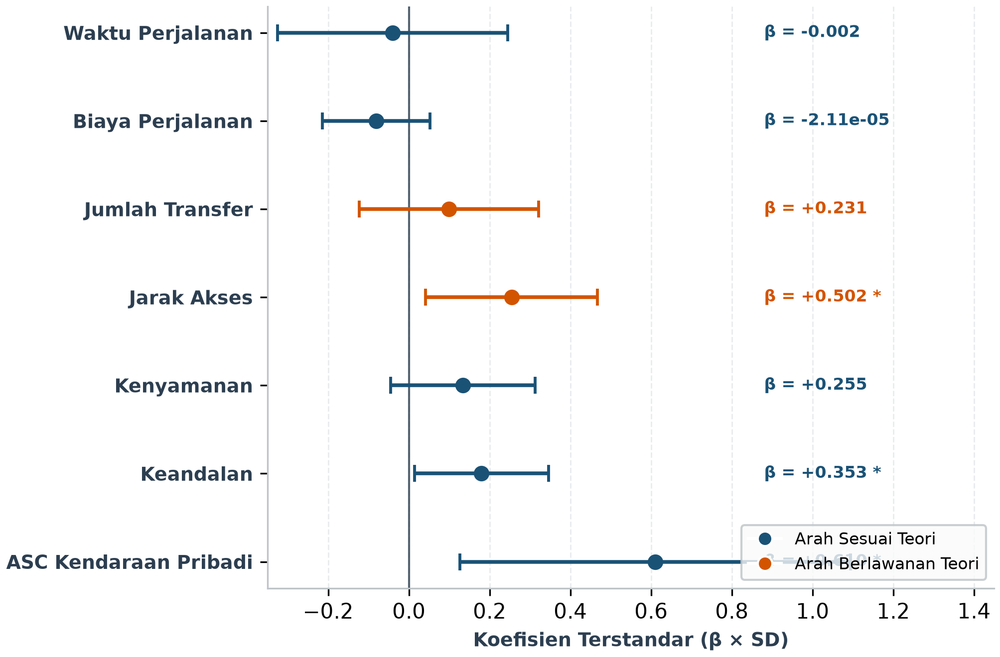 Waktu Perjalanan
β = -0.002
Biaya Perjalanan
β = -2.11e-05
Jumlah Transfer
β = +0.231
Jarak Akses
β = +0.502 *
Kenyamanan
β = +0.255
Keandalan
β = +0.353 *
ASC Kendaraan Pribadi
β = +0.610 *
Arah Sesuai Teori
Arah Berlawanan Teori
−0.2 0.0 0.2 0.4 0.6 0.8 1.0 1.2 1.4
Koefisien Terstandar (β × SD)